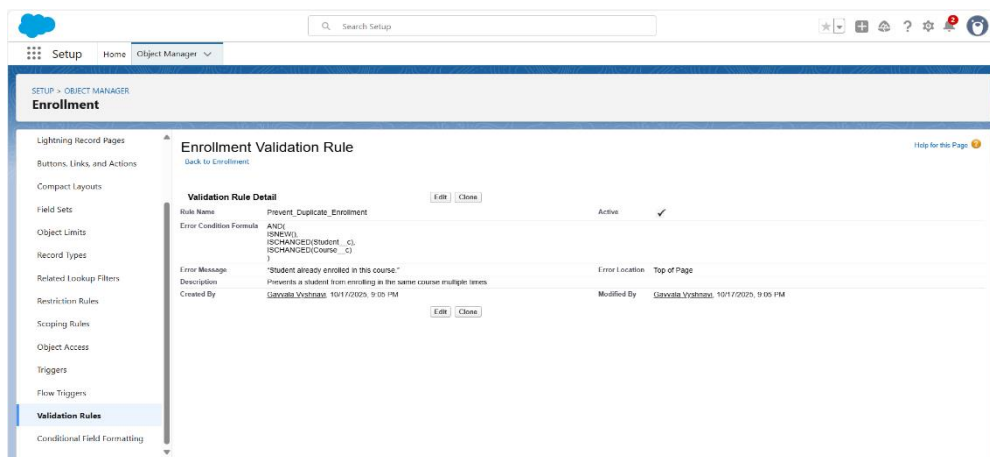 Search Setup
2
Setup
Home
Object Manager
SETUP > OBJECT MANAGER
Enrollment
Lightning Record Pages
Buttons, Links, and Actions
Compact Layouts
Field Sets
Object Limits
Record Types
Related Lookup Filters
Restriction Rules
Scoping Rules
Object Access
Triggers
Flow Triggers
Validation Rules
Conditional Field Formatting
Enrollment Validation Rule
Back to Enrollment
Help for this Page
Validation Rule Detail
Edit Clone
Rule Name Prevent_Duplicate_Enrollment Active ✓
Error Condition Formula AND(
ISNEW(),
ISCHANGED(Student__c),
ISCHANGED(Course__c)
)
Error Message "Student already enrolled in this course." Error Location Top of Page
Description Prevents a student from enrolling in the same course multiple times
Created By Gavvala Vyshnavi, 10/17/2025, 9:05 PM Modified By Gavvala Vyshnavi, 10/17/2025, 9:05 PM
Edit Clone